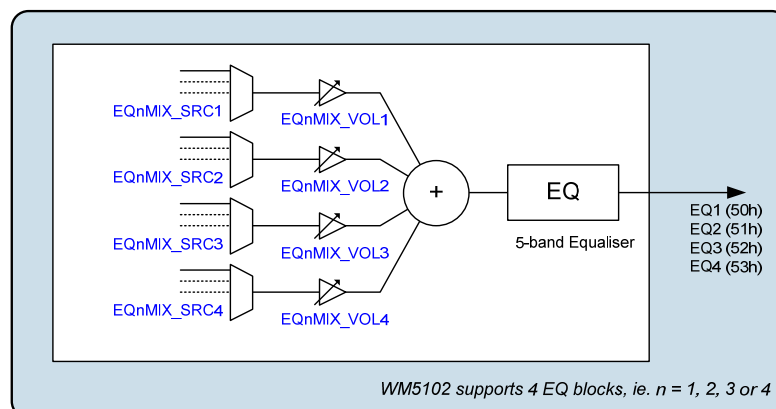 EQnMIX_SRC1
EQnMIX_VOL1
EQnMIX_SRC2
EQnMIX_VOL2
EQnMIX_SRC3
EQnMIX_VOL3
EQnMIX_SRC4
EQnMIX_VOL4
+
EQ
5-band Equaliser
EQ1 (50h)
EQ2 (51h)
EQ3 (52h)
EQ4 (53h)
WM5102 supports 4 EQ blocks, ie. n = 1, 2, 3 or 4